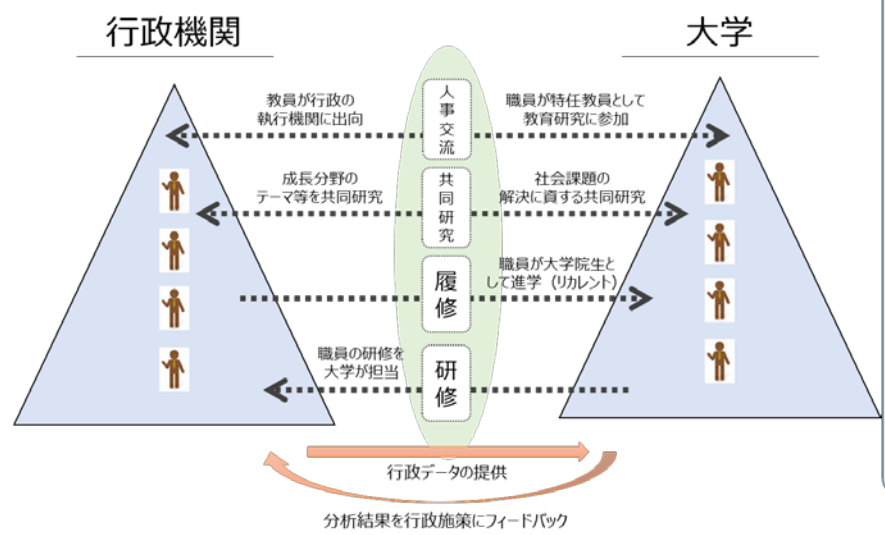 行政機関
大学
教員が行政の
執行機関に出向
人事交流
職員が特任教員として
教育研究に参加
成長分野の
テーマ等を共同研究
共同研究
社会課題の
解決に資する共同研究
履修
職員が大学院生と
して進学（リカレント）
職員の研修を
大学が担当
研修
行政データの提供
分析結果を行政施策にフィードバック